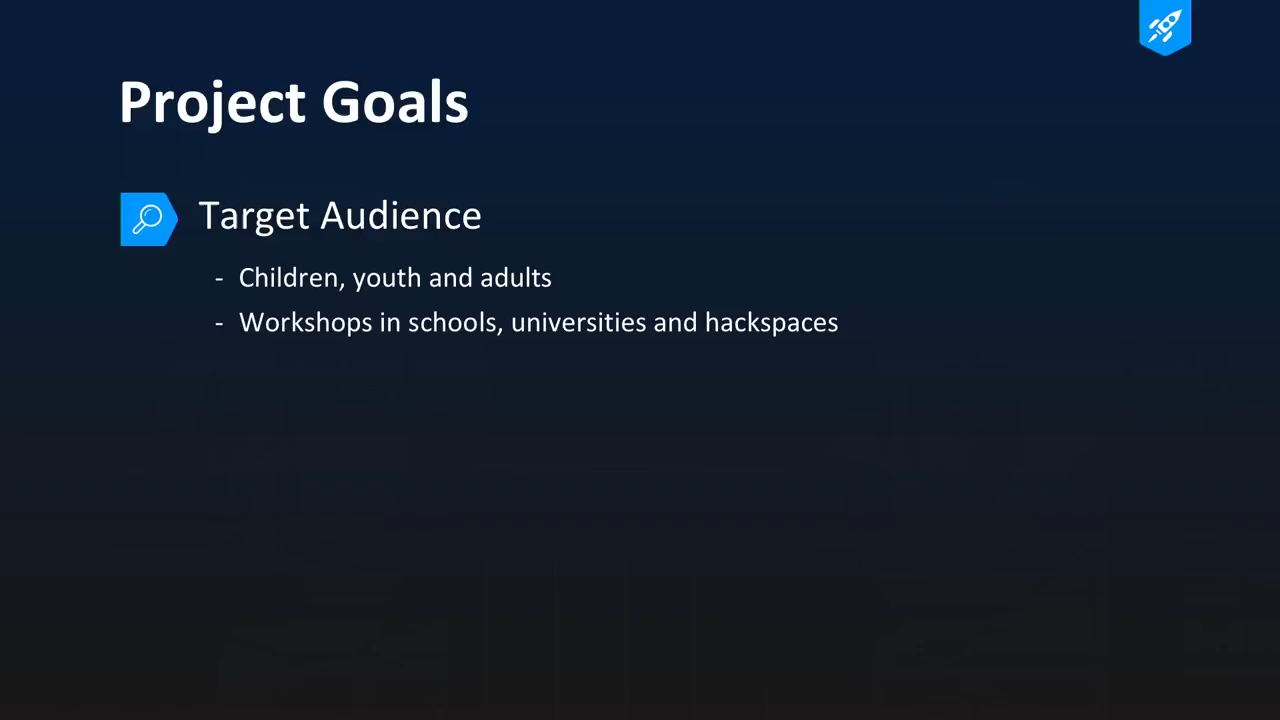 Project Goals
Target Audience
- Children, youth and adults
- Workshops in schools, universities and hackspaces